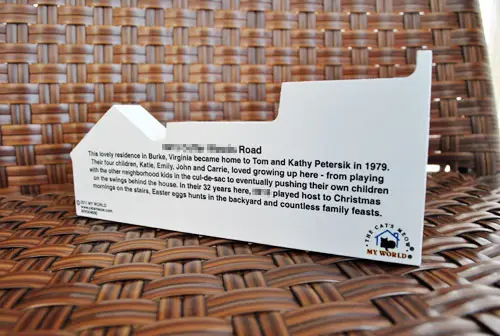 Road
This lovely residence in Burke, Virginia became home to Tom and Kathy Petersik in 1979.
Their four children, Katie, Emily, John and Carrie, loved growing up here - from playing
with the other neighborhood kids in the cul-de-sac to eventually pushing their own children
on the swings behind the house. In their 32 years here, played host to Christmas
mornings on the stairs, Easter eggs hunts in the backyard and countless family feasts.
MY WORLD
THE CAT'S MEOW
MY WORLD